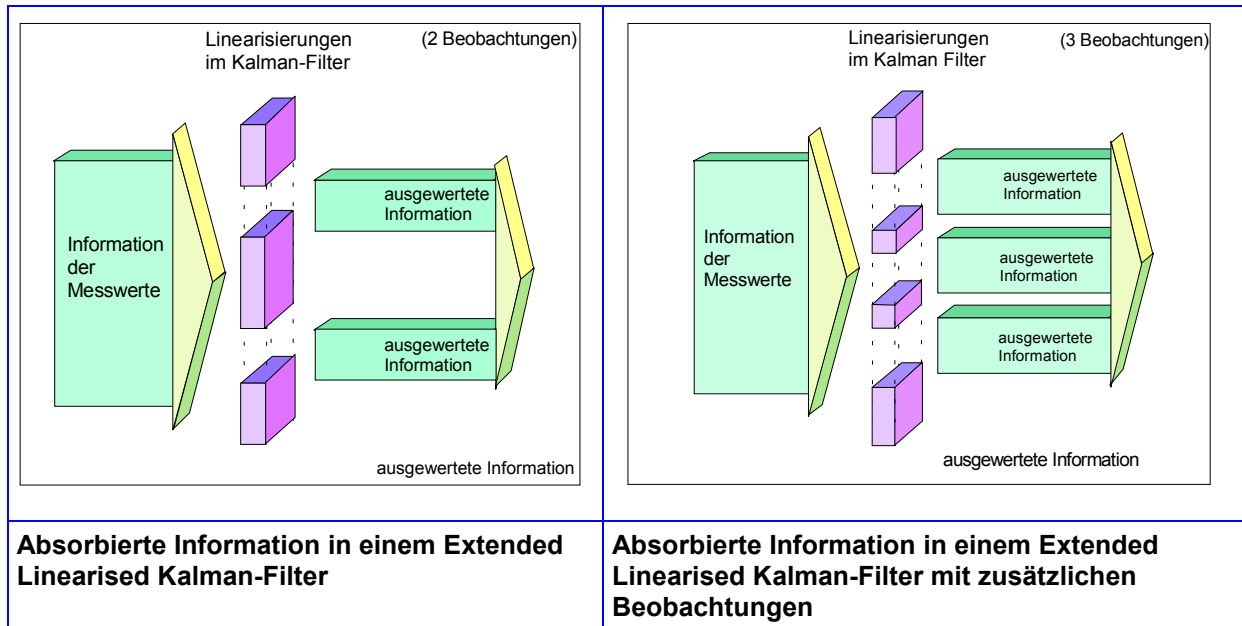 Linearisierungen
im Kalman-Filter
(2 Beobachtungen)
Information
der
Messwerte
ausgewertete
Information
ausgewertete
Information
ausgewertete Information
Absorbierte Information in einem Extended
Linearised Kalman-Filter
Linearisierungen
im Kalman Filter
(3 Beobachtungen)
Information
der
Messwerte
ausgewertete
Information
ausgewertete
Information
ausgewertete
Information
ausgewertete Information
Absorbierte Information in einem Extended
Linearised Kalman-Filter mit zusätzlichen
Beobachtungen